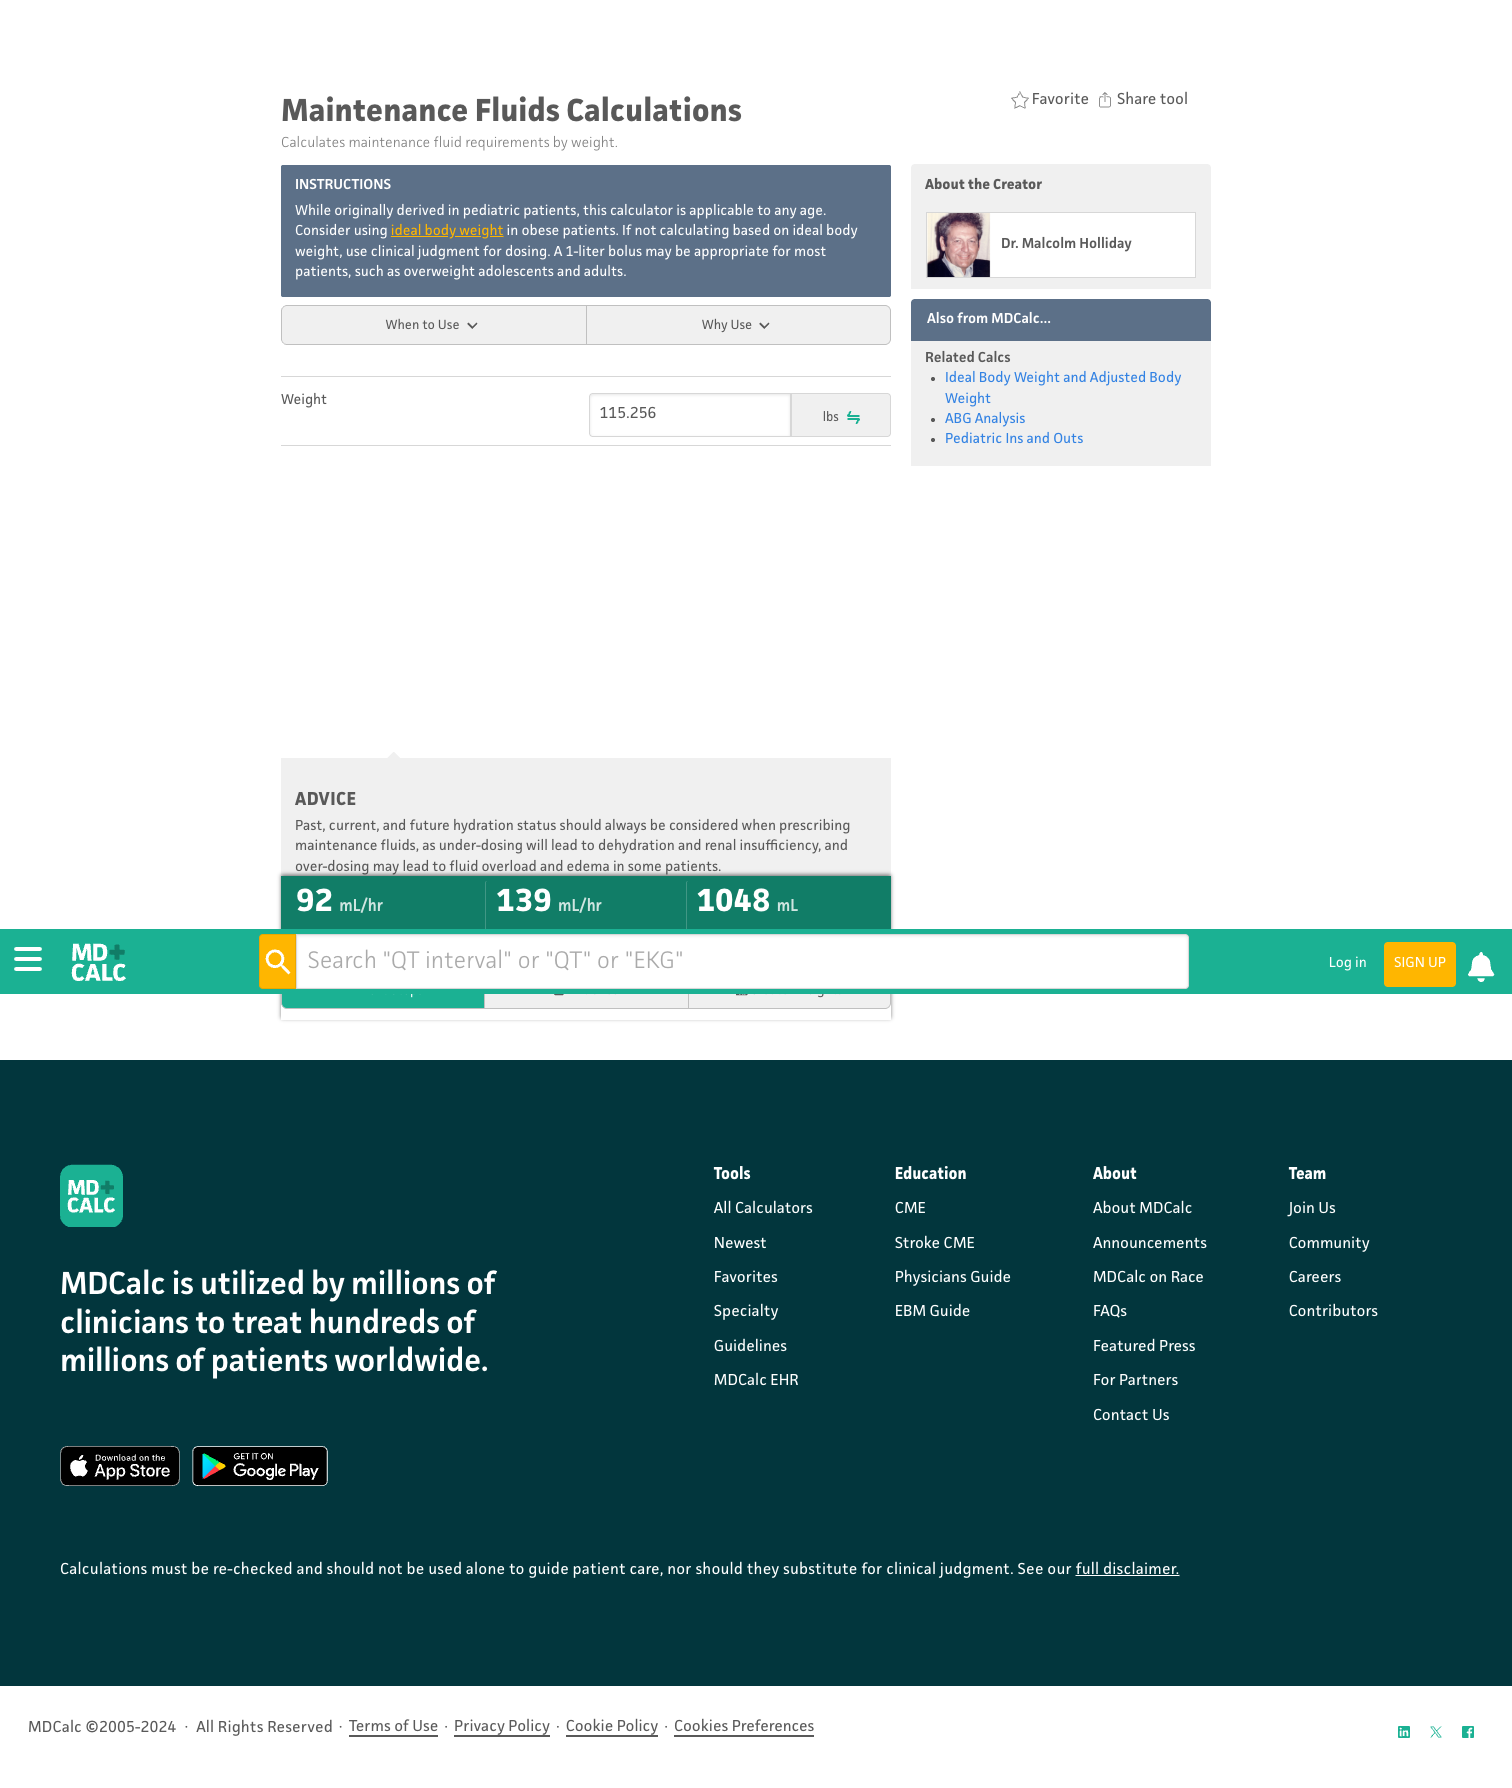 Maintenance Fluids Calculations
Favorite Share tool
Calculates maintenance fluid requirements by weight.
INSTRUCTIONS
While originally derived in pediatric patients, this calculator is applicable to any age.
Consider using ideal body weight in obese patients. If not calculating based on ideal body
weight, use clinical judgment for dosing. A 1-liter bolus may be appropriate for most
patients, such as overweight adolescents and adults.
When to Use
Why Use
Weight
115.256
lbs
About the Creator
Dr. Malcolm Holliday
Also from MDCalc...
Related Calcs
Ideal Body Weight and Adjusted Body
Weight
ABG Analysis
Pediatric Ins and Outs
ADVICE
Past, current, and future hydration status should always be considered when prescribing
maintenance fluids, as under-dosing will lead to dehydration and renal insufficiency, and
over-dosing may lead to fluid overload and edema in some patients.
92 mL/hr
139 mL/hr
1048 mL
MD+
CALC
Search "QT interval" or "QT" or "EKG"
Log in
SIGN UP
MD+
CALC
MDCalc is utilized by millions of
clinicians to treat hundreds of
millions of patients worldwide.
Download on the
App Store
GET IT ON
Google Play
Tools
All Calculators
Newest
Favorites
Specialty
Guidelines
MDCalc EHR
Education
CME
Stroke CME
Physicians Guide
EBM Guide
About
About MDCalc
Announcements
MDCalc on Race
FAQs
Featured Press
For Partners
Contact Us
Team
Join Us
Community
Careers
Contributors
Calculations must be re-checked and should not be used alone to guide patient care, nor should they substitute for clinical judgment. See our full disclaimer.
MDCalc ©2005-2024 · All Rights Reserved · Terms of Use · Privacy Policy · Cookie Policy · Cookies Preferences